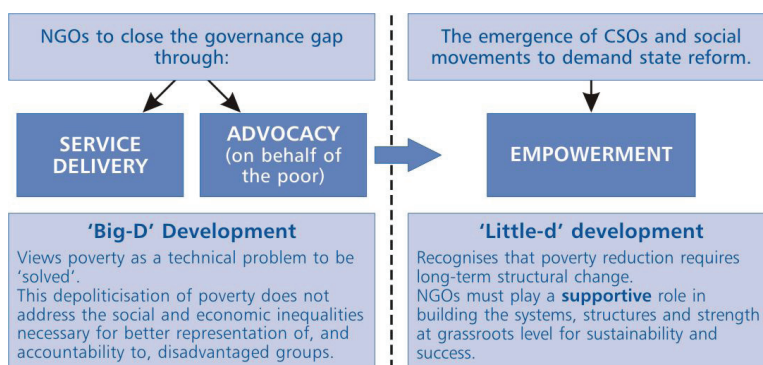 NGOs to close the governance gap
through:
The emergence of CSOs and social
movements to demand state reform.
SERVICE
DELIVERY
ADVOCACY
(on behalf of
the poor)
EMPOWERMENT
'Big-D' Development
Views poverty as a technical problem to be
'solved'.
This depoliticisation of poverty does not
address the social and economic inequalities
necessary for better representation of, and
accountability to, disadvantaged groups.
'Little-d' development
Recognises that poverty reduction requires
long-term structural change.
NGOs must play a supportive role in
building the systems, structures and strength
at grassroots level for sustainability and
success.